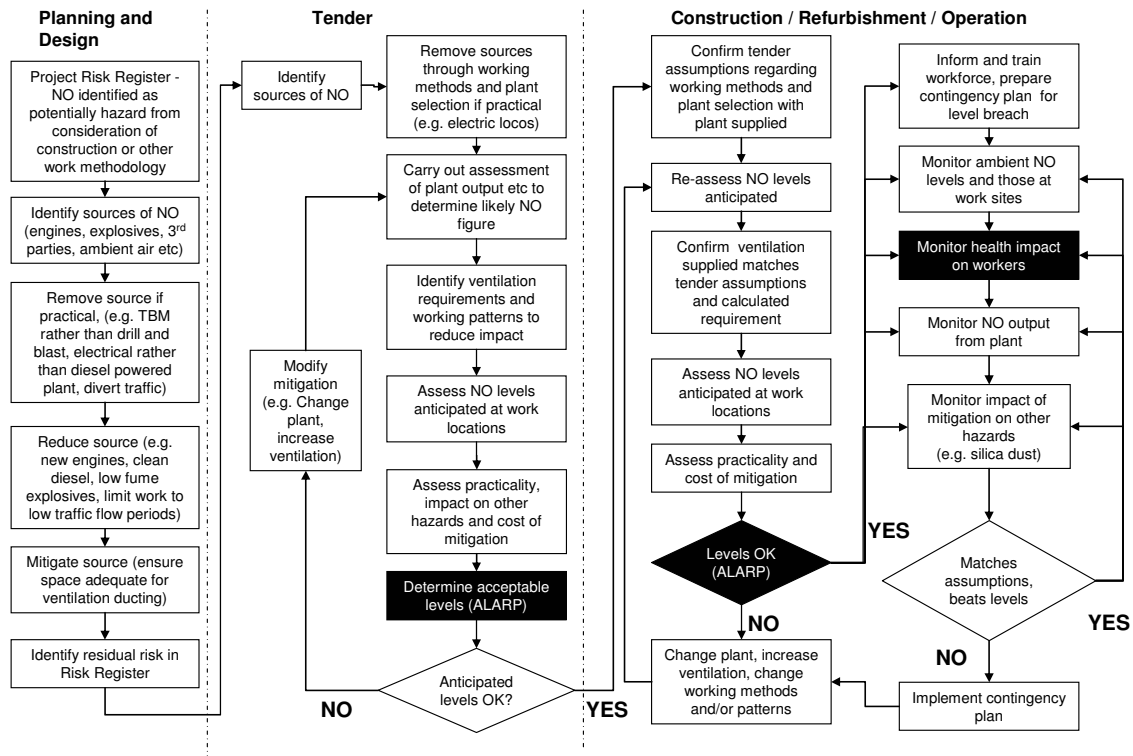 Planning and
Design
Project Risk Register -
NO identified as
potentially hazard from
consideration of
construction or other
work methodology
Identify sources of NO
(engines, explosives, 3rd
parties, ambient air etc)
Remove source if
practical, (e.g. TBM
rather than drill and
blast, electrical rather
than diesel powered
plant, divert traffic)
Reduce source (e.g.
new engines, clean
diesel, low fume
explosives, limit work to
low traffic flow periods)
Mitigate source (ensure
space adequate for
ventilation ducting)
Identify residual risk in
Risk Register
Tender
Identify
sources of NO
Remove sources
through working
methods and plant
selection if practical
(e.g. electric locos)
Carry out assessment
of plant output etc to
determine likely NO
figure
Identify ventilation
requirements and
working patterns to
reduce impact
Modify
mitigation
(e.g. Change
plant,
increase
ventilation)
Assess NO levels
anticipated at work
locations
Assess practicality,
impact on other
hazards and cost of
mitigation
Determine acceptable
levels (ALARP)
Anticipated
levels OK?
NO
YES
Construction / Refurbishment / Operation
Confirm tender
assumptions regarding
working methods and
plant selection with
plant supplied
Re-assess NO levels
anticipated
Confirm ventilation
supplied matches
tender assumptions
and calculated
requirement
Assess NO levels
anticipated at work
locations
Assess practicality and
cost of mitigation
Levels OK
(ALARP)
YES
NO
Change plant, increase
ventilation, change
working methods
and/or patterns
Inform and train
workforce, prepare
contingency plan for
level breach
Monitor ambient NO
levels and those at
work sites
Monitor health impact
on workers
Monitor NO output
from plant
Monitor impact of
mitigation on other
hazards
(e.g. silica dust)
Matches
assumptions,
beats levels
YES
NO
Implement contingency
plan